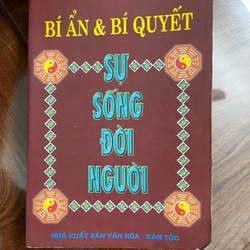 BÍ ẨN & BÍ QUYẾT
SỰ
SỐNG
ĐỜI
NGƯỜI
NHÀ XUẤT BẢN VĂN HÓA - DÂN TỘC